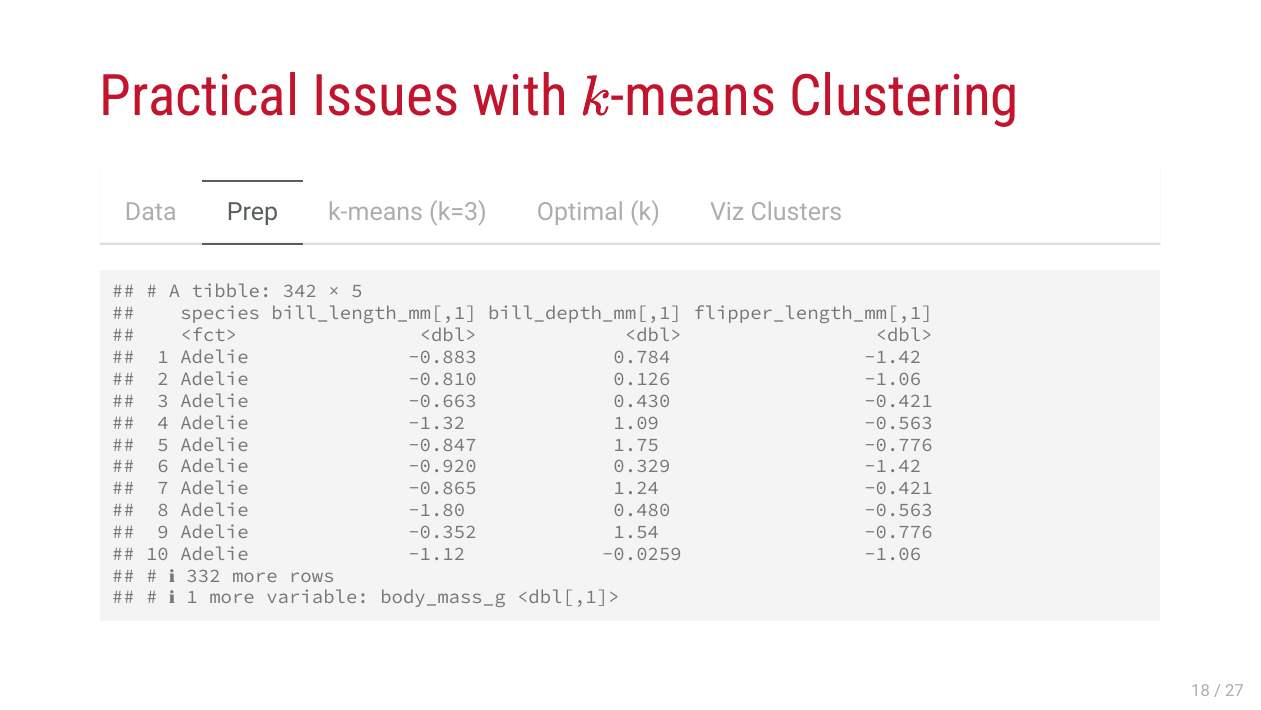 Practical Issues with k-means Clustering
Data Prep k-means (k=3) Optimal (k) Viz Clusters
## # A tibble: 342 × 5
##    species bill_length_mm[,1] bill_depth_mm[,1] flipper_length_mm[,1]
##    <fct>                <dbl>             <dbl>                 <dbl>
##  1 Adelie              -0.883            0.784                 -1.42
##  2 Adelie              -0.810            0.126                 -1.06
##  3 Adelie              -0.663            0.430                 -0.421
##  4 Adelie              -1.32             1.09                  -0.563
##  5 Adelie              -0.847            1.75                  -0.776
##  6 Adelie              -0.920            0.329                 -1.42
##  7 Adelie              -0.865            1.24                  -0.421
##  8 Adelie              -1.80             0.480                 -0.563
##  9 Adelie              -0.352            1.54                  -0.776
## 10 Adelie              -1.12            -0.0259                -1.06
## # ℹ 332 more rows
## # ℹ 1 more variable: body_mass_g <dbl[,1]>
18 / 27